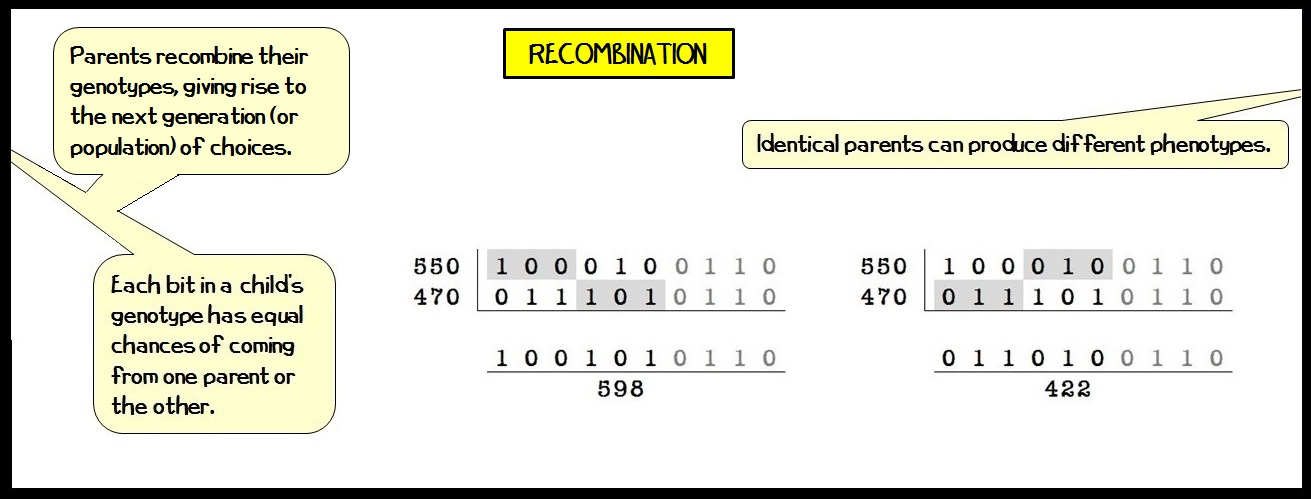 RECOMBINATION
Parents recombine their
genotypes, giving rise to
the next generation (or
population) of choices.
Identical parents can produce different phenotypes.
Each bit in a child's
genotype has equal
chances of coming
from one parent or
the other.
550 1 0 0 0 1 0 0 1 1 0
470 0 1 1 1 0 1 0 1 1 0
1 0 0 1 0 1 0 1 1 0
598
550 1 0 0 0 1 0 0 1 1 0
470 0 1 1 1 0 1 0 1 1 0
0 1 1 0 1 0 0 1 1 0
422